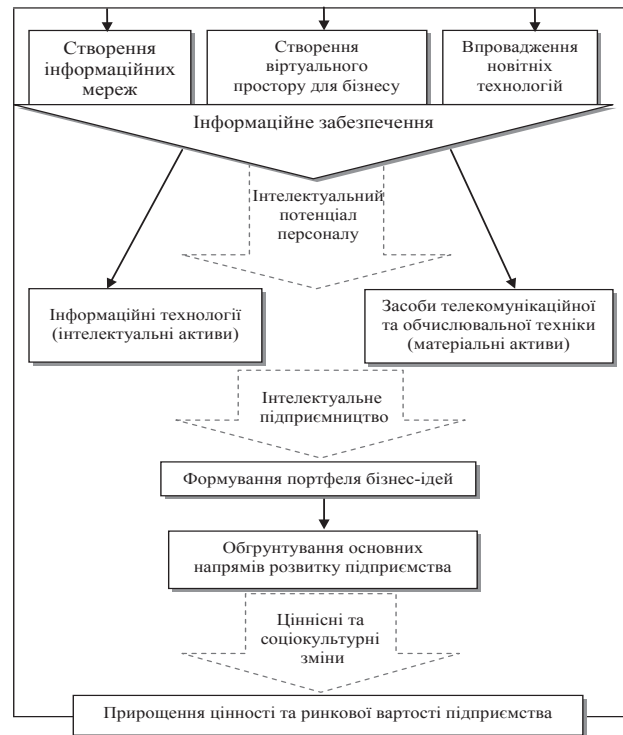 Створення
інформаційних
мереж
Створення
віртуального
простору для бізнесу
Впровадження
новітніх
технологій
Інформаційне забезпечення
Інтелектуальний
потенціал
персоналу
Інформаційні технології
(інтелектуальні активи)
Засоби телекомунікаційної
та обчислювальної техніки
(матеріальні активи)
Інтелектуальне
підприємництво
Формування портфеля бізнес-ідей
Обгрунтування основних
напрямів розвитку підприємства
Ціннісні та
соціокультурні
зміни
Прирощення цінності та ринкової вартості підприємства